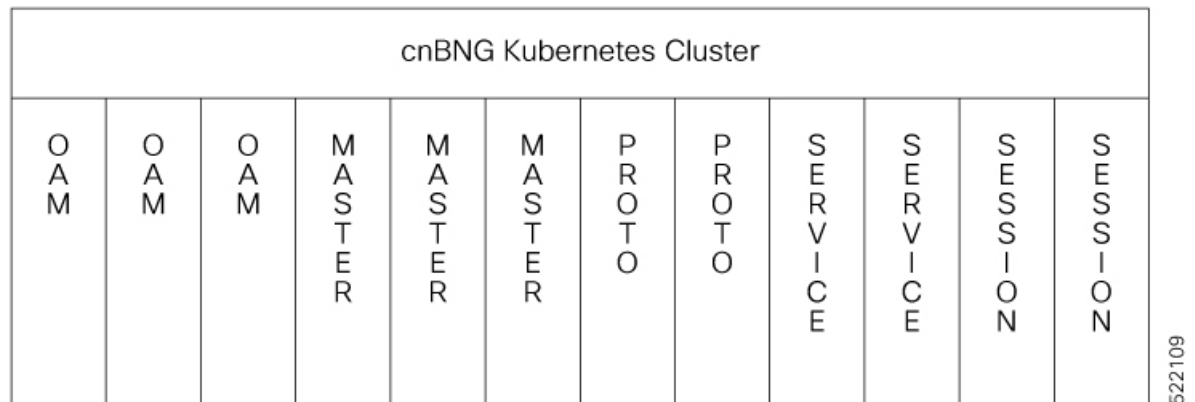 cnBNG Kubernetes Cluster
OAM
OAM
OAM
MASTER
MASTER
MASTER
PROTO
PROTO
SERVICE
SERVICE
SESSION
SESSION
522109